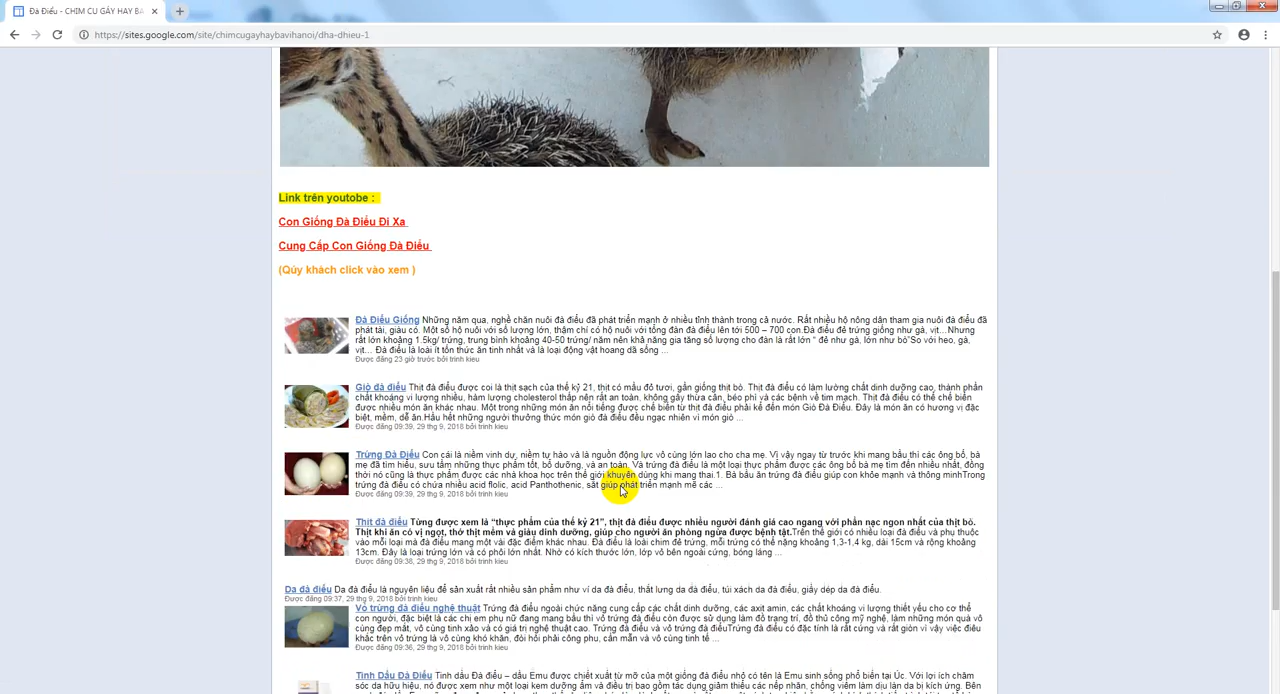 Đà Điểu - CHIM CU GÁY HAY BA
https://sites.google.com/site/chimcugayhaybavihanoi/dha-dhieu-1
Link trên youtube :
Con Giống Đà Điểu Đi Xa
Cung Cấp Con Giống Đà Điểu
(Qúy khách click vào xem )
Đà Điểu Giống Những năm qua, nghề chăn nuôi đà điểu đã phát triển mạnh ở nhiều tỉnh thành trong cả nước. Rất nhiều hộ nông dân tham gia nuôi đà điểu đã
phát tài, giàu có. Một số hộ nuôi với số lượng lớn, thậm chí có hộ nuôi với tổng đàn đà điểu lên tới 500 – 700 con.Đà điểu đẻ trứng giống như gà, vịt...Nhưng
rất lớn khoảng 1.5kg/ trứng, trung bình khoảng 40-50 trứng/ năm nên khả năng gia tăng số lượng cho đàn là rất lớn “ đẻ như gà, lớn như bò”So với heo, gà,
vịt... Đà điểu là loài ít tốn thức ăn tinh nhất và là loại động vật hoang dã sống ...
Được đăng 23 giờ trước bởi trinh kieu
Giò đà điểu Thịt đà điểu được coi là thịt sạch của thế kỷ 21, thịt có mầu đỏ tươi, gần giống thịt bò. Thịt đà điểu có làm lường chất dinh dưỡng cao, thành phần
chất khoáng vi lượng nhiều, hàm lượng cholesterol thấp nên rất an toàn, không gây thừa cân, béo phì và các bệnh về tim mạch. Thịt đà điểu có thể chế biến
được nhiều món ăn khác nhau. Một trong những món ăn nổi tiếng được chế biến từ thịt đà điểu phải kể đến món Giò Đà Điểu. Đây là món ăn có hương vị đặc
biệt, mềm, dễ ăn.Hầu hết những người thưởng thức món giò đà điểu đều ngạc nhiên vì món giò ...
Được đăng 09:39, 29 thg 9, 2018 bởi trinh kieu
Trứng Đà Điểu Con cái là niềm vinh dự, niềm tự hào và là nguồn động lực vô cùng lớn lao cho cha mẹ. Vì vậy ngay từ trước khi mang bầu thì các ông bố, bà
mẹ đã tìm hiểu, sưu tầm những thực phẩm tốt, bổ dưỡng, và an toàn. Và trứng đà điểu là một loại thực phẩm được các ông bố bà mẹ tìm đến nhiều nhất, đồng
thời nó cũng là thực phẩm được các nhà khoa học trên thế giới khuyên dùng khi mang thai.1. Bà bầu ăn trứng đà điểu giúp con khỏe mạnh và thông minhTrong
trứng đà điểu có chứa nhiều acid flolic, acid Panthothenic, sắt giúp phát triển mạnh mẽ các ...
Được đăng 09:39, 29 thg 9, 2018 bởi trinh kieu
Thịt đà điểu Từng được xem là “thực phẩm của thế kỷ 21”, thịt đà điểu được nhiều người đánh giá cao ngang với phần nạc ngon nhất của thịt bò.
Thịt khi ăn có vị ngọt, thớ thịt mềm và giàu dinh dưỡng, giúp cho người ăn phòng ngừa được bệnh tật.Trên thế giới có nhiều loại đà điểu và phụ thuộc
vào mỗi loại mà đà điểu mang một vài đặc điểm khác nhau. Đà điểu là loài chim đẻ trứng, mỗi trứng có thể nặng khoảng 1,3-1,4 kg, dài 15cm và rộng khoảng
13cm. Đây là loại trứng lớn và có phôi lớn nhất. Nhờ có kích thước lớn, lớp vỏ bên ngoài cứng, bóng láng ...
Được đăng 09:38, 29 thg 9, 2018 bởi trinh kieu
Da đà điểu Da đà điểu là nguyên liệu để sản xuất rất nhiều sản phẩm như ví da đà điểu, thắt lưng da đà điểu, túi xách da đà điểu, giầy dép da đà điểu.
Được đăng 09:37, 29 thg 9, 2018 bởi trinh kieu
Vỏ trứng đà điểu nghệ thuật Trứng đà điểu ngoài chức năng cung cấp các chất dinh dưỡng, các axit amin, các chất khoáng vi lượng thiết yếu cho cơ thể
con người, đặc biệt là các chị em phụ nữ đang mang bầu thì vỏ trứng đà điểu còn được sử dụng làm đồ trang trí, đồ thủ công mỹ nghệ, làm những món quà vô
cùng đẹp mắt, vô cùng tinh xảo và có giá trị nghệ thuật cao. Trứng đà điểu và vỏ trứng đà điểuTrứng đà điểu có đặc tính là rất cứng và rất giòn vì vậy việc điêu
khắc trên vỏ trứng là vô cùng khó khăn, đòi hỏi phải công phu, cần mẫn và vô cùng tinh tế ...
Được đăng 09:36, 29 thg 9, 2018 bởi trinh kieu
Tinh Dầu Đà Điểu Tinh dầu Đà điểu – dầu Emu được chiết xuất từ mỡ của một giống đà điểu nhỏ có tên là Emu sinh sống phổ biến tại Úc. Với lợi ích chăm
sóc da hữu hiệu, nó được xem như một loại kem dưỡng ẩm và điều trị bao gồm tác dụng giảm thiểu các nếp nhăn, chống viêm làm dịu làn da bị kích ứng. Bên